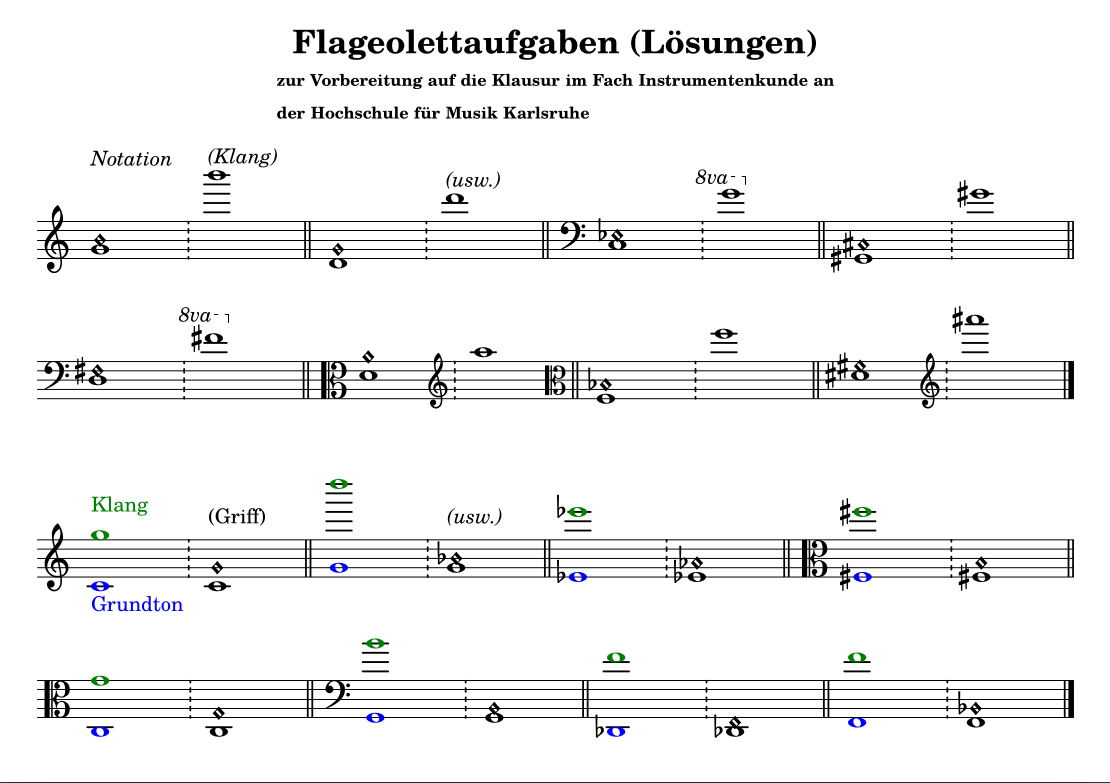 Flageolettaufgaben (Lösungen)
zur Vorbereitung auf die Klausur im Fach Instrumentenkunde an
der Hochschule für Musik Karlsruhe
Notation (Klang)
(usw.)
8va
8va
Klang
(Griff)
(usw.)
Grundton